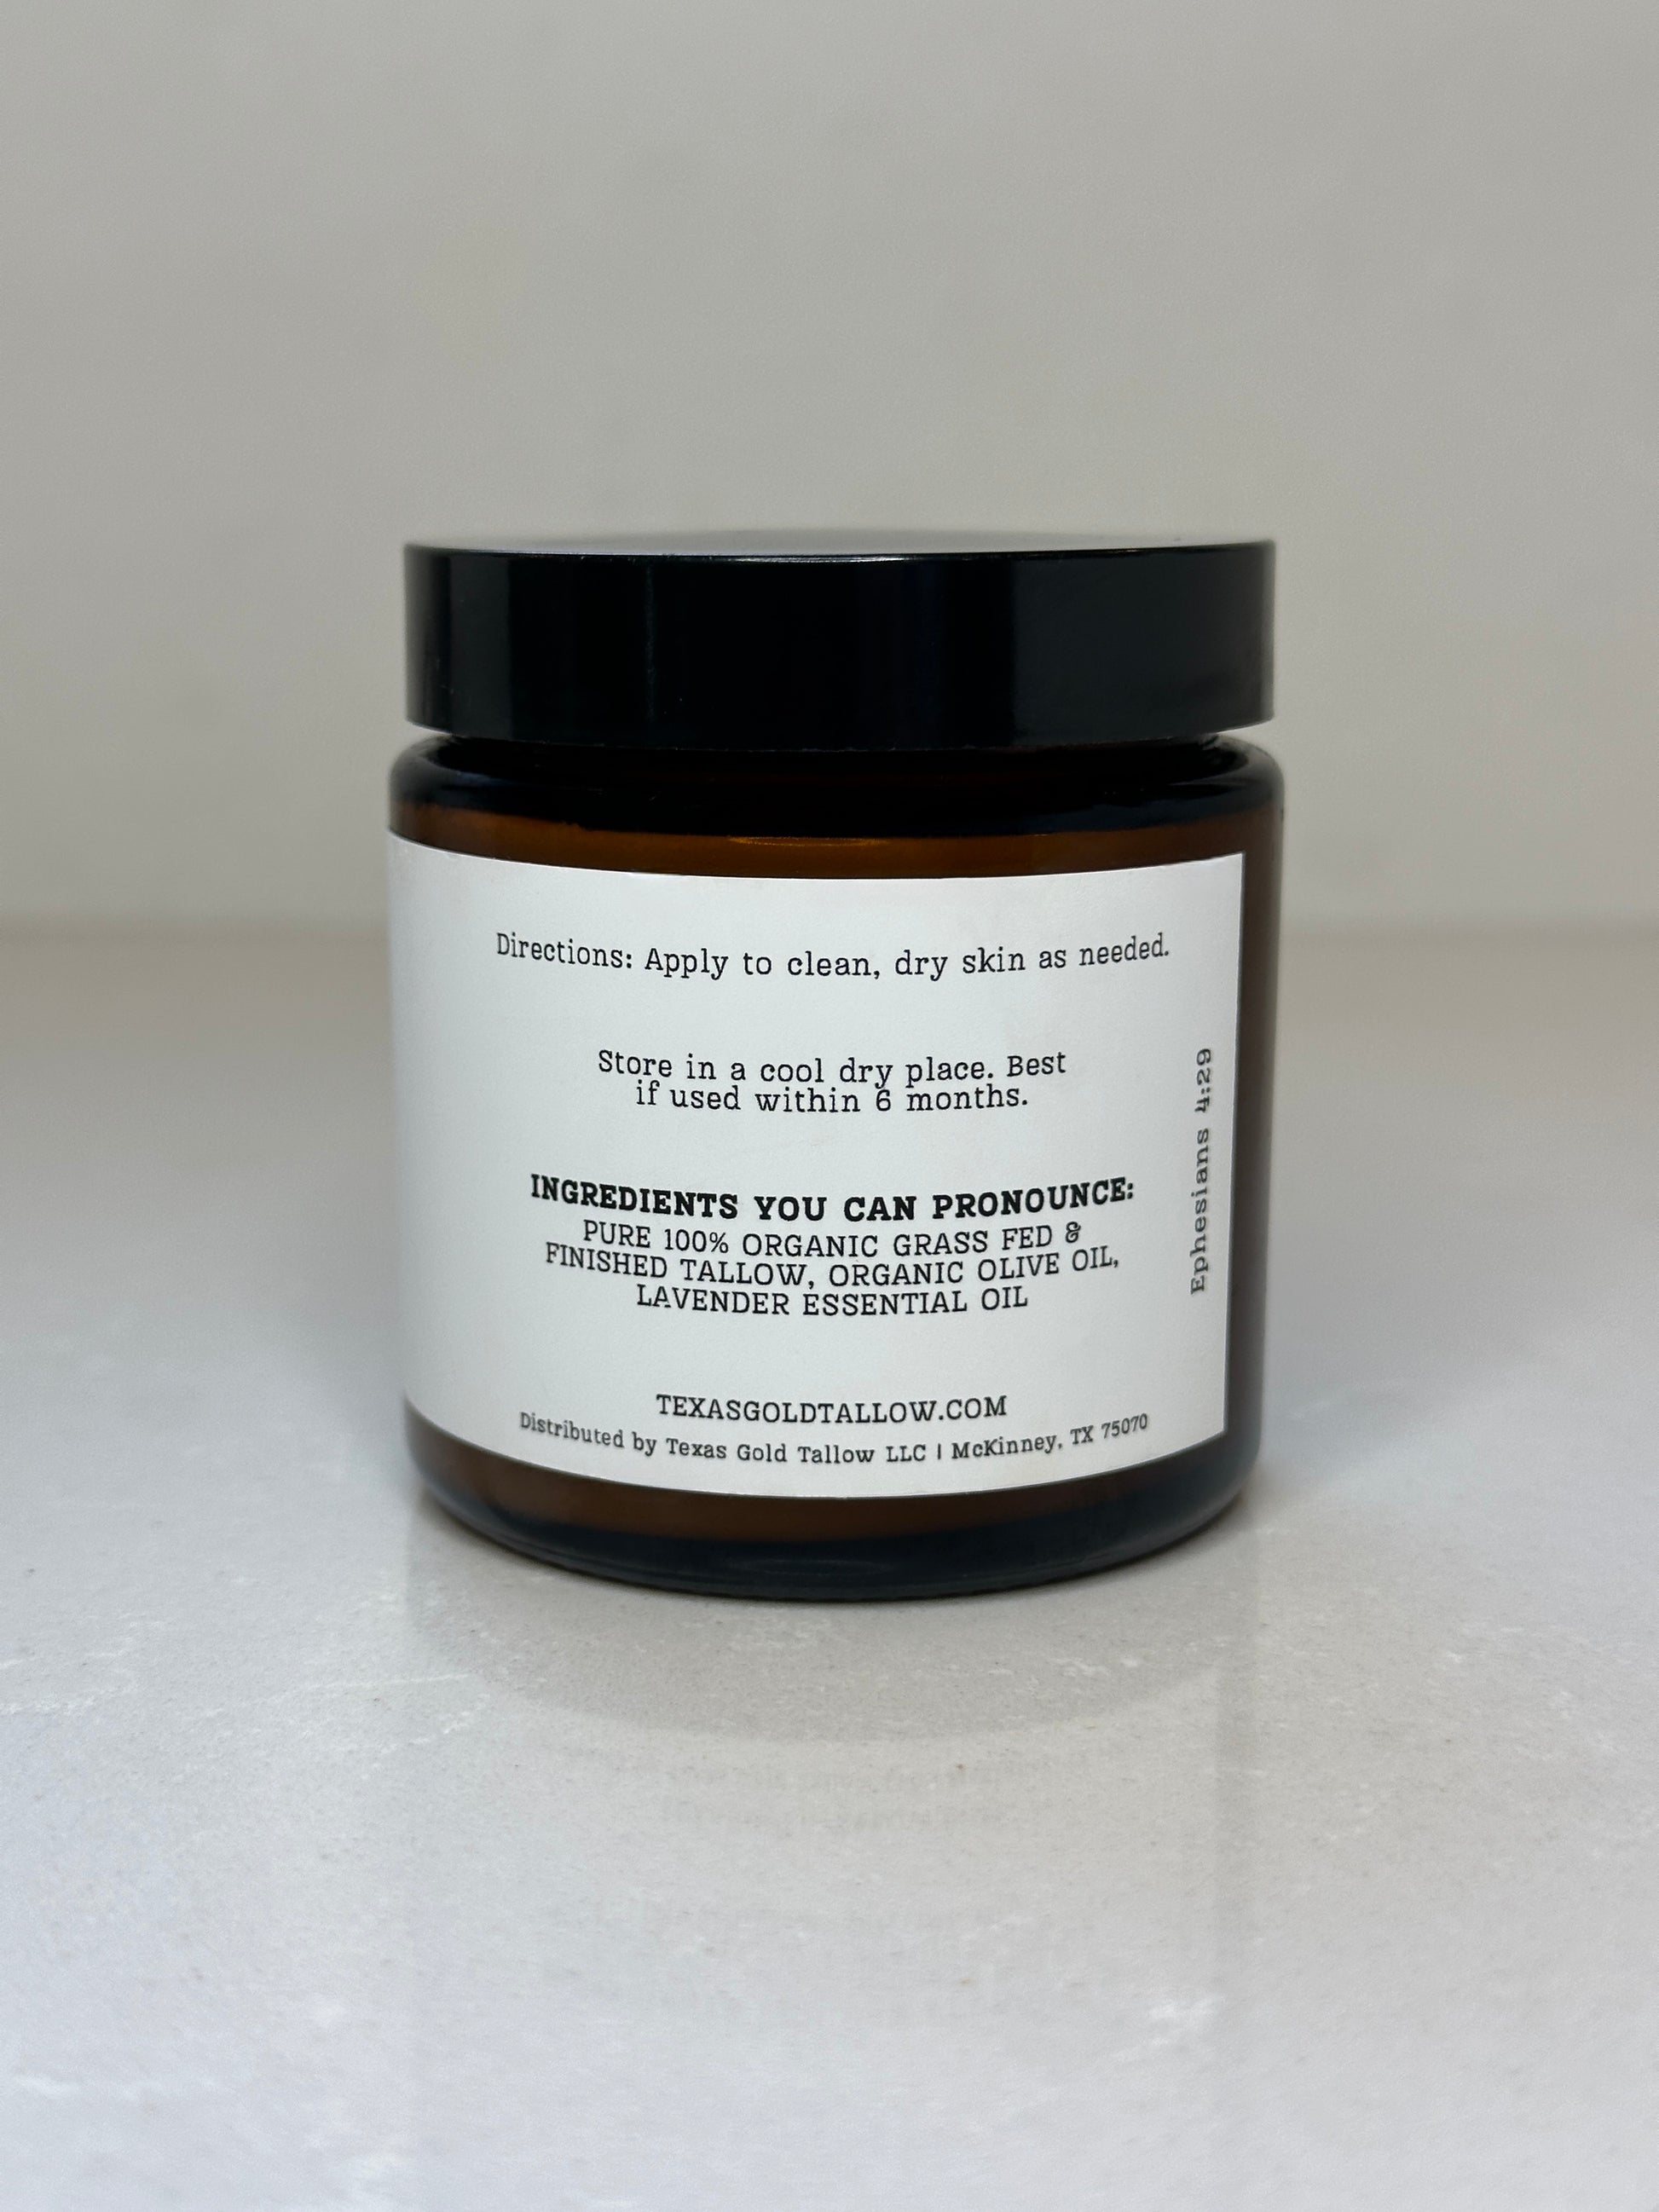 Directions: Apply to clean, dry skin as needed.
Store in a cool dry place. Best
if used within 6 months.
INGREDIENTS YOU CAN PRONOUNCE:
PURE 100% ORGANIC GRASS FED &
FINISHED TALLOW, ORGANIC OLIVE OIL,
LAVENDER ESSENTIAL OIL
TEXASGOLDTALLOW.COM
Distributed by Texas Gold Tallow LLC | McKinney, TX 75070
Ephesians 4:29